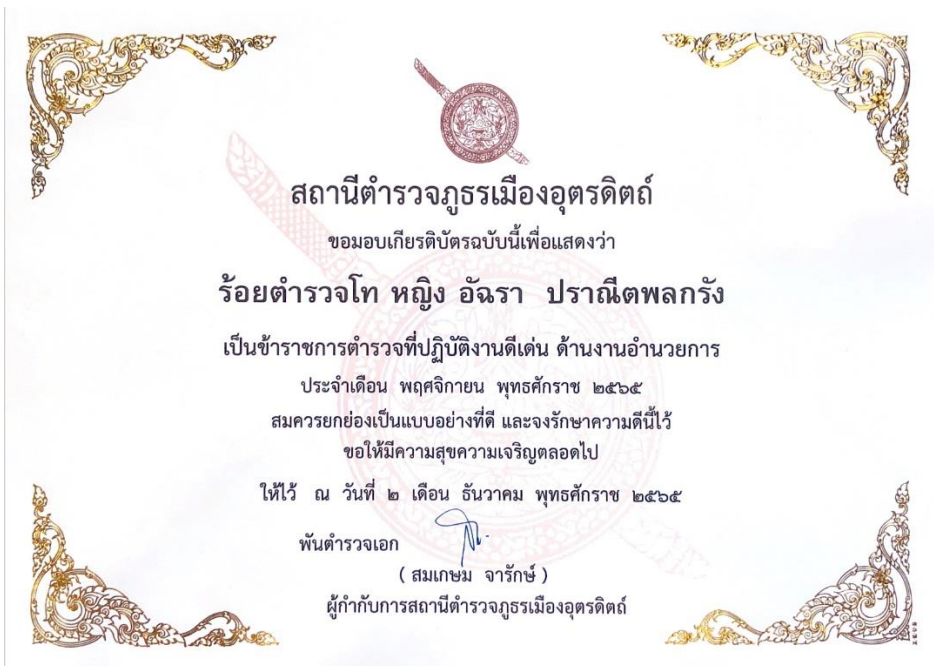 สถานีตำรวจภูธรเมืองอุตรดิตถ์
ขอมอบเกียรติบัตรฉบับนี้เพื่อแสดงว่า
ร้อยตำรวจโท หญิง อัฉรา ปราณีตพลกรัง
เป็นข้าราชการตำรวจที่ปฏิบัติงานดีเด่น ด้านงานอำนวยการ
ประจำเดือน พฤศจิกายน พุทธศักราช ๒๕๖๕
สมควรยกย่องเป็นแบบอย่างที่ดี และจงรักษาความดีนี้ไว้
ขอให้มีความสุขความเจริญตลอดไป
ให้ไว้ ณ วันที่ ๒ เดือน ธันวาคม พุทธศักราช ๒๕๖๕
พันตำรวจเอก
( สมเกษม จารักษ์ )
ผู้กำกับการสถานีตำรวจภูธรเมืองอุตรดิตถ์